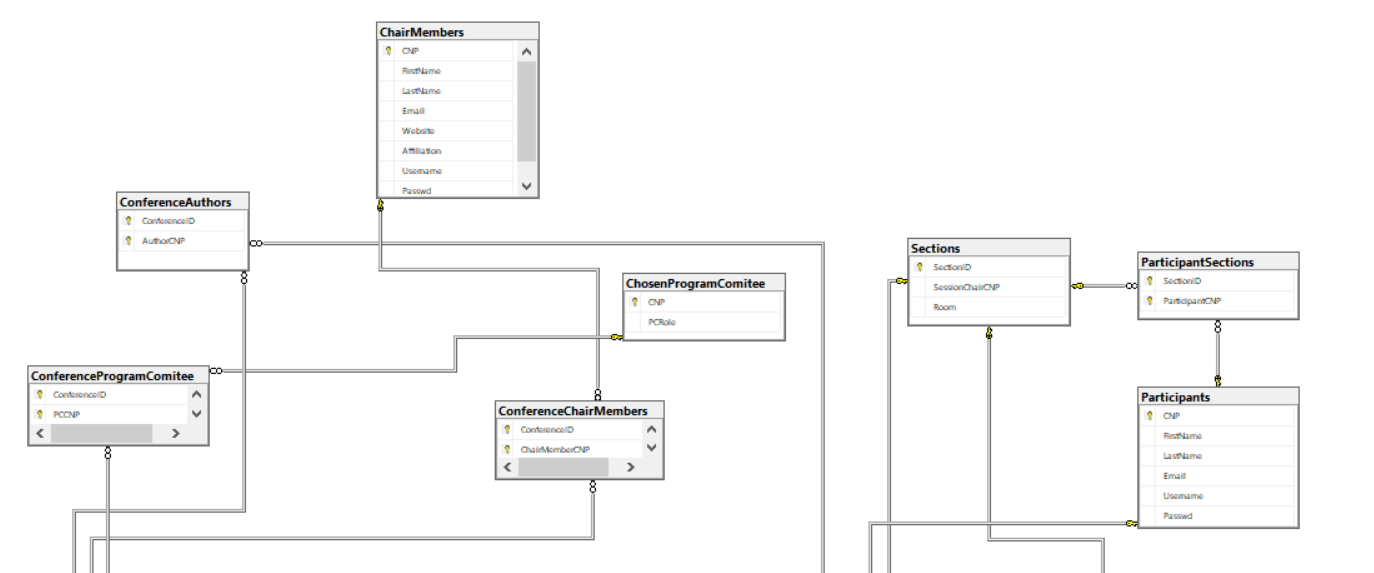 ChairMembers
CNP
FirstName
LastName
Email
Website
Affiliation
Username
Passwd
ConferenceAuthors
ConferenceID
AuthorCNP
ChosenProgramComitee
CNP
PCRole
ConferenceProgramComitee
ConferenceID
PCCNP
ConferenceChairMembers
ConferenceID
ChairMemberCNP
Sections
SectionID
SessionChairCNP
Room
ParticipantSections
SectionID
ParticipantCNP
Participants
CNP
FirstName
LastName
Email
Username
Passwd